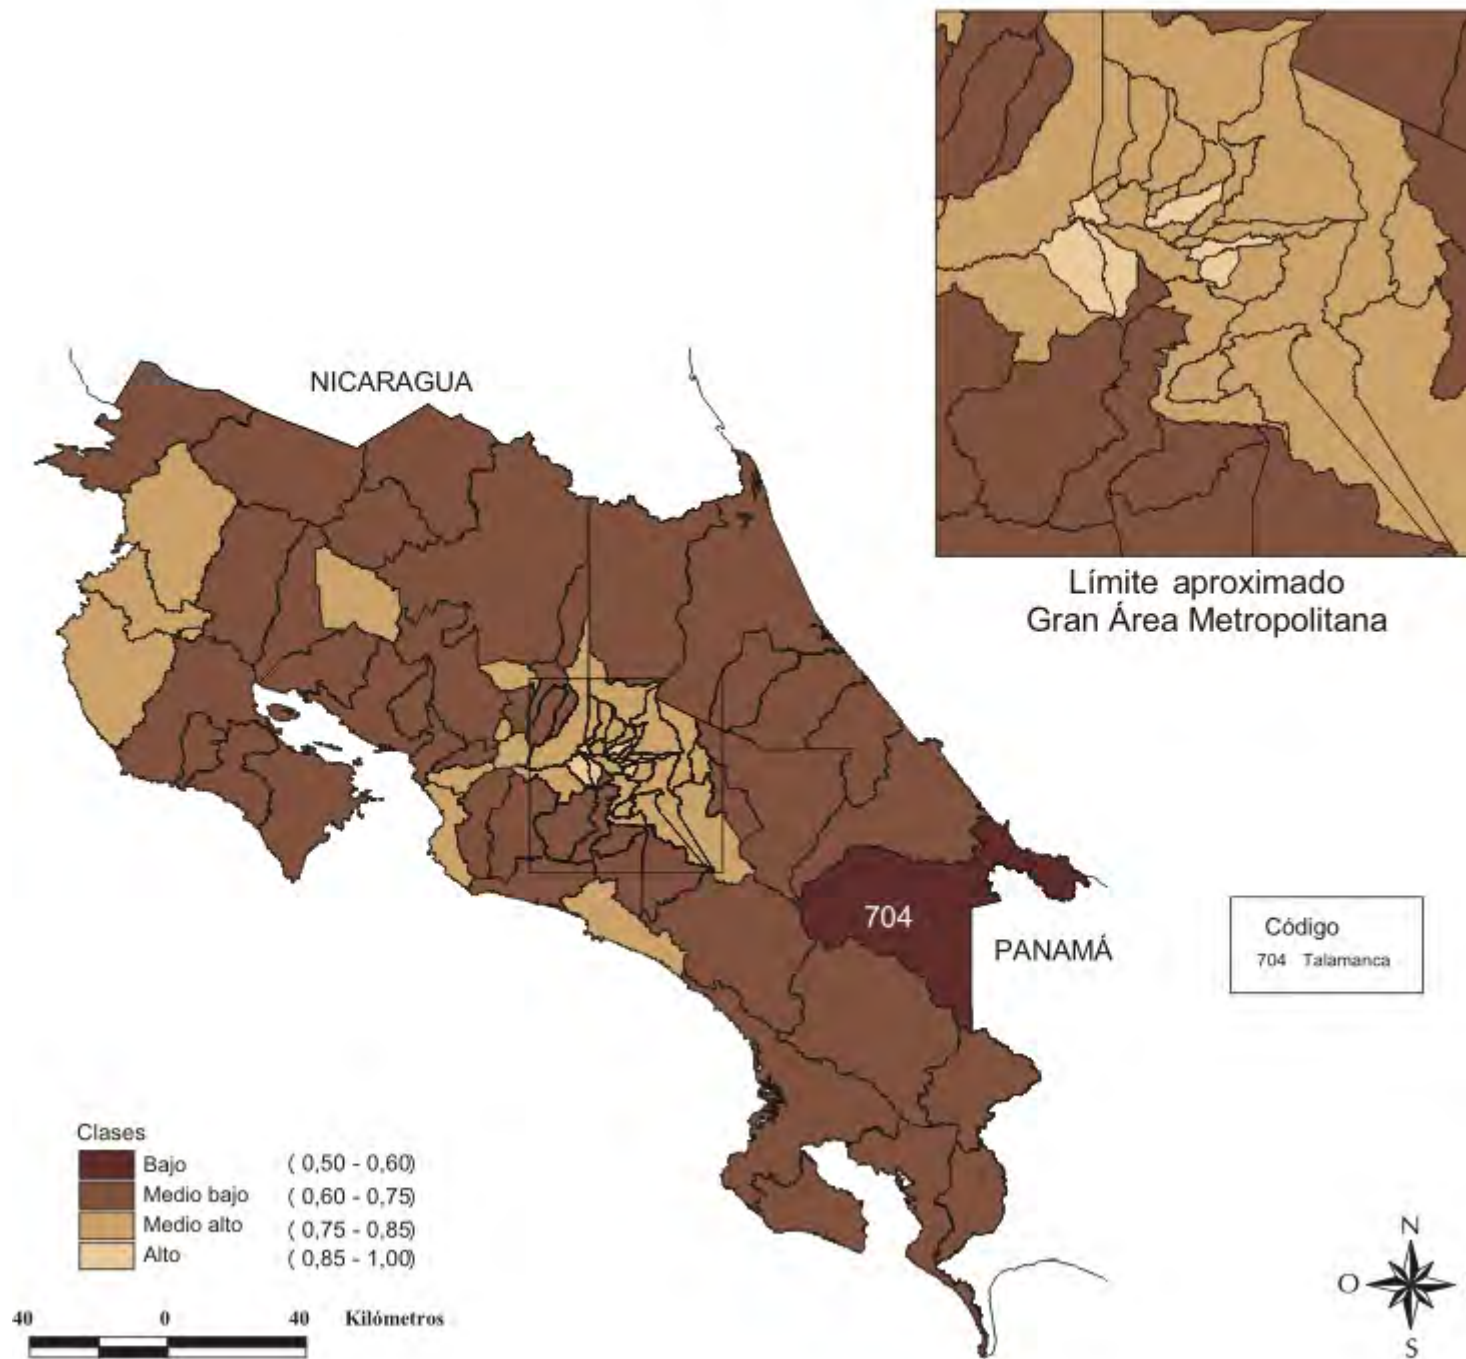 Límite aproximado
Gran Área Metropolitana
NICARAGUA
704
PANAMÁ
Código
704 Talamanca
Clases
Bajo ( 0,50 - 0,60)
Medio bajo ( 0,60 - 0,75)
Medio alto ( 0,75 - 0,85)
Alto ( 0,85 - 1,00)
40 0 40 Kilómetros
N
O
S